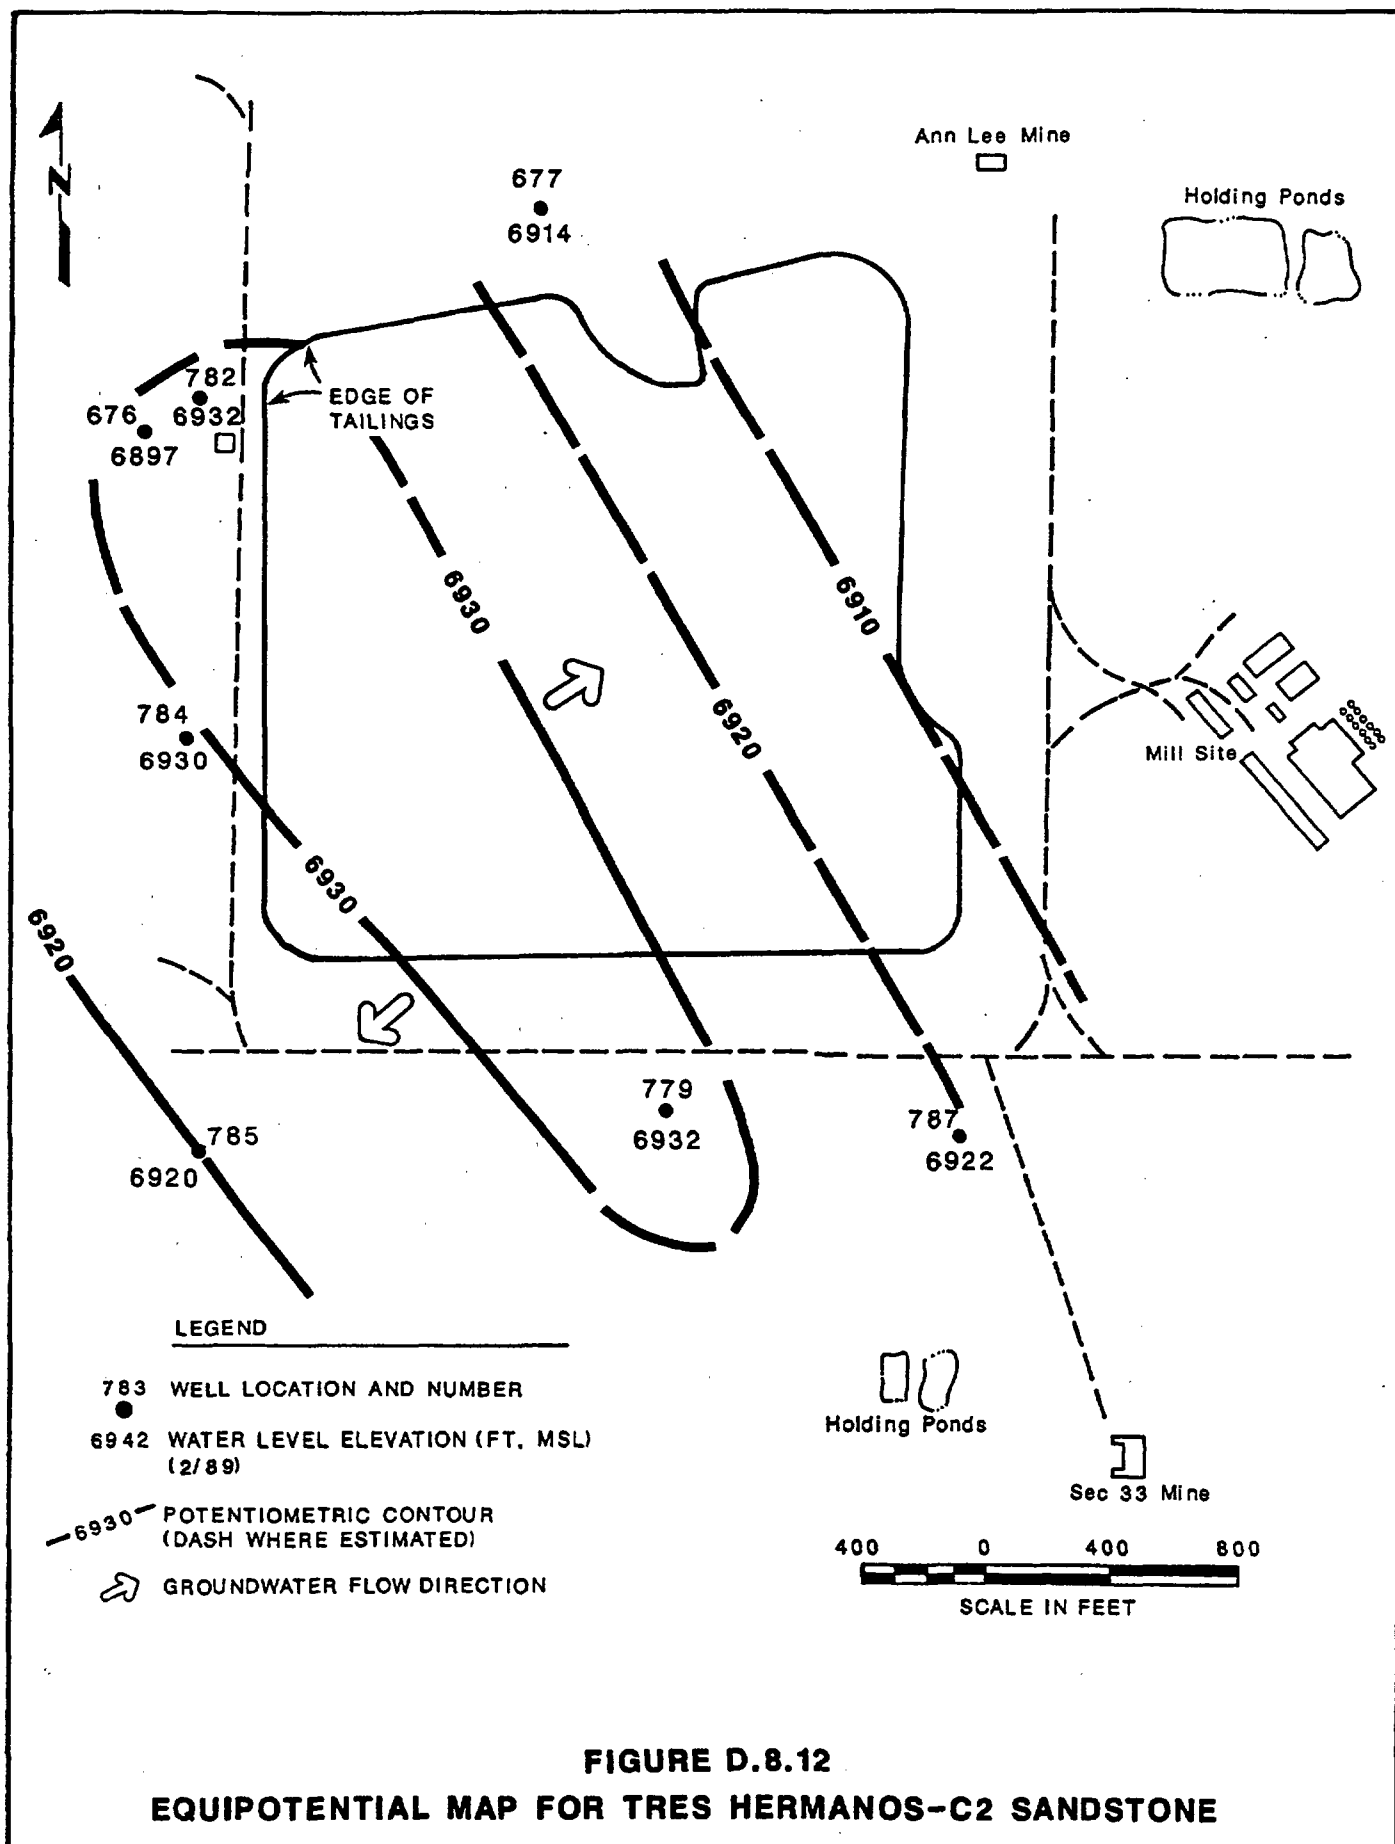 N
Ann Lee Mine
Holding Ponds
677
6914
782
6932
676
6897
EDGE OF
TAILINGS
6930
6910
6920
784
6930
Mill Site
6930
6920
779
6932
787
6922
785
6920
LEGEND
783 WELL LOCATION AND NUMBER
6942 WATER LEVEL ELEVATION (FT. MSL)
(2/89)
6930 POTENTIOMETRIC CONTOUR
(DASH WHERE ESTIMATED)
GROUNDWATER FLOW DIRECTION
Holding Ponds
Sec 33 Mine
400 0 400 800
SCALE IN FEET
FIGURE D.8.12
EQUIPOTENTIAL MAP FOR TRES HERMANOS-C2 SANDSTONE